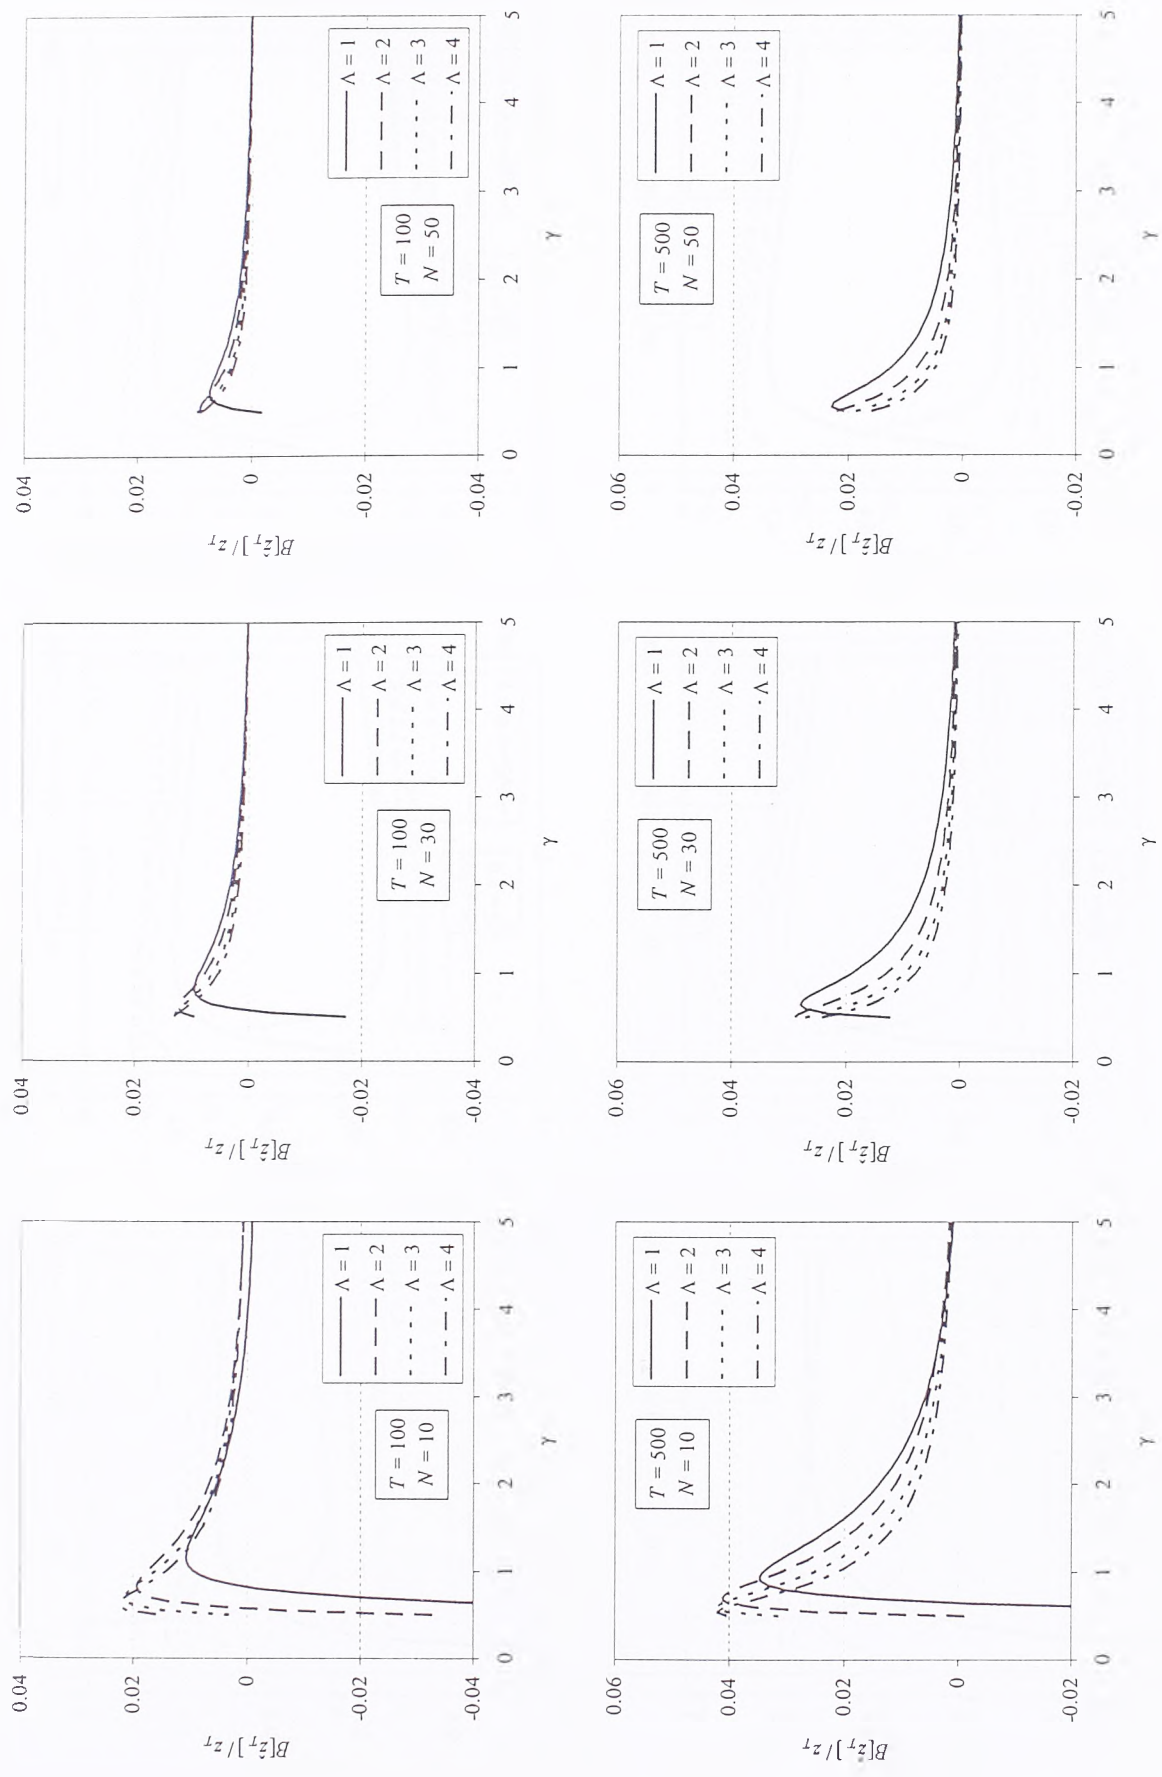 B[ẑ_T]/z_T
0.04
0.02
0
-0.02
-0.04
Λ = 1
Λ = 2
Λ = 3
Λ = 4
T = 100
N = 10
0 1 2 3 4 5
γ
B[ẑ_T]/z_T
0.04
0.02
0
-0.02
-0.04
Λ = 1
Λ = 2
Λ = 3
Λ = 4
T = 100
N = 30
0 1 2 3 4 5
γ
B[ẑ_T]/z_T
0.04
0.02
0
-0.02
-0.04
Λ = 1
Λ = 2
Λ = 3
Λ = 4
T = 100
N = 50
0 1 2 3 4 5
γ
B[ẑ_T]/z_T
0.06
0.04
0.02
0
-0.02
Λ = 1
Λ = 2
Λ = 3
Λ = 4
T = 500
N = 10
0 1 2 3 4 5
γ
B[ẑ_T]/z_T
0.06
0.04
0.02
0
-0.02
Λ = 1
Λ = 2
Λ = 3
Λ = 4
T = 500
N = 30
0 1 2 3 4 5
γ
B[ẑ_T]/z_T
0.06
0.04
0.02
0
-0.02
Λ = 1
Λ = 2
Λ = 3
Λ = 4
T = 500
N = 50
0 1 2 3 4 5
γ